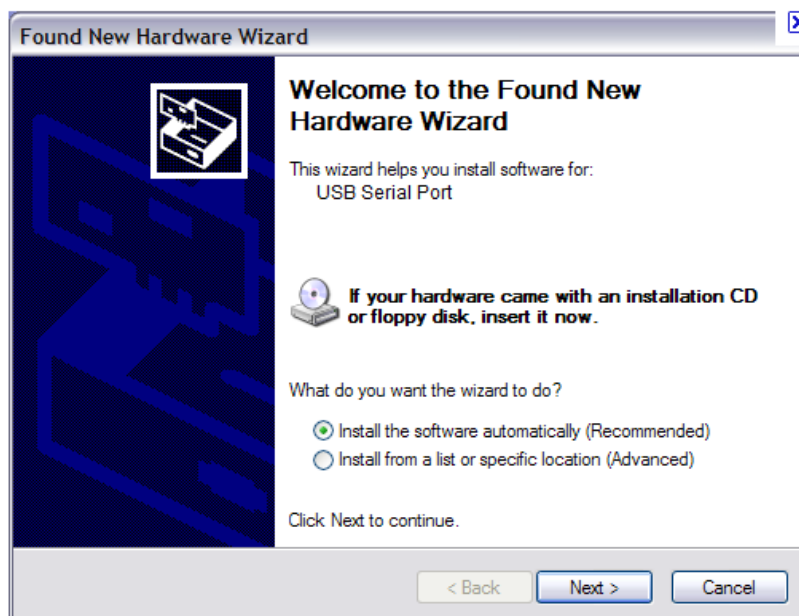 Found New Hardware Wizard
Welcome to the Found New
Hardware Wizard
This wizard helps you install software for:
USB Serial Port
If your hardware came with an installation CD
or floppy disk, insert it now.
What do you want the wizard to do?
Install the software automatically (Recommended)
Install from a list or specific location (Advanced)
Click Next to continue.
< Back Next > Cancel